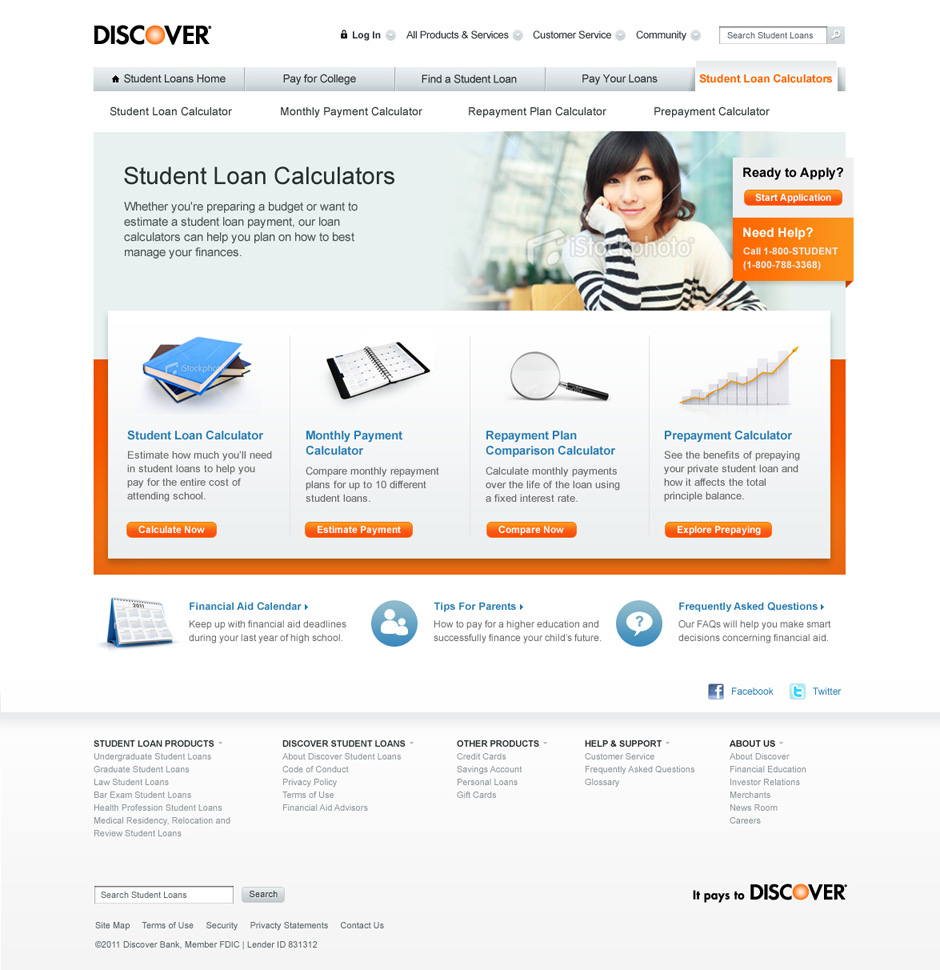 DISCOVER
Log In All Products & Services Customer Service Community Search Student Loans
Student Loans Home Pay for College Find a Student Loan Pay Your Loans Student Loan Calculators
Student Loan Calculator Monthly Payment Calculator Repayment Plan Calculator Prepayment Calculator
Student Loan Calculators
Whether you're preparing a budget or want to
estimate a student loan payment, our loan
calculators can help you plan on how to best
manage your finances.
iStockphoto
Ready to Apply?
Start Application
Need Help?
Call 1-800-STUDENT
(1-800-788-3368)
iStockphoto
Student Loan Calculator
Estimate how much you'll need
in student loans to help you
pay for the entire cost of
attending school.
Calculate Now
Monthly Payment
Calculator
Compare monthly repayment
plans for up to 10 different
student loans.
Estimate Payment
Repayment Plan
Comparison Calculator
Calculate monthly payments
over the life of the loan using
a fixed interest rate.
Compare Now
Prepayment Calculator
See the benefits of prepaying
your private student loan and
how it affects the total
principle balance.
Explore Prepaying
2011
Financial Aid Calendar
Keep up with financial aid deadlines
during your last year of high school.
Tips For Parents
How to pay for a higher education and
successfully finance your child's future.
?
Frequently Asked Questions
Our FAQs will help you make smart
decisions concerning financial aid.
f Facebook t Twitter
STUDENT LOAN PRODUCTS
Undergraduate Student Loans
Graduate Student Loans
Law Student Loans
Bar Exam Student Loans
Health Profession Student Loans
Medical Residency, Relocation and
Review Student Loans
DISCOVER STUDENT LOANS
About Discover Student Loans
Code of Conduct
Privacy Policy
Terms of Use
Financial Aid Advisors
OTHER PRODUCTS
Credit Cards
Savings Account
Personal Loans
Gift Cards
HELP & SUPPORT
Customer Service
Frequently Asked Questions
Glossary
ABOUT US
About Discover
Financial Education
Investor Relations
Merchants
News Room
Careers
Search Student Loans Search
It pays to DISCOVER
Site Map Terms of Use Security Privacty Statements Contact Us
©2011 Discover Bank, Member FDIC | Lender ID 831312